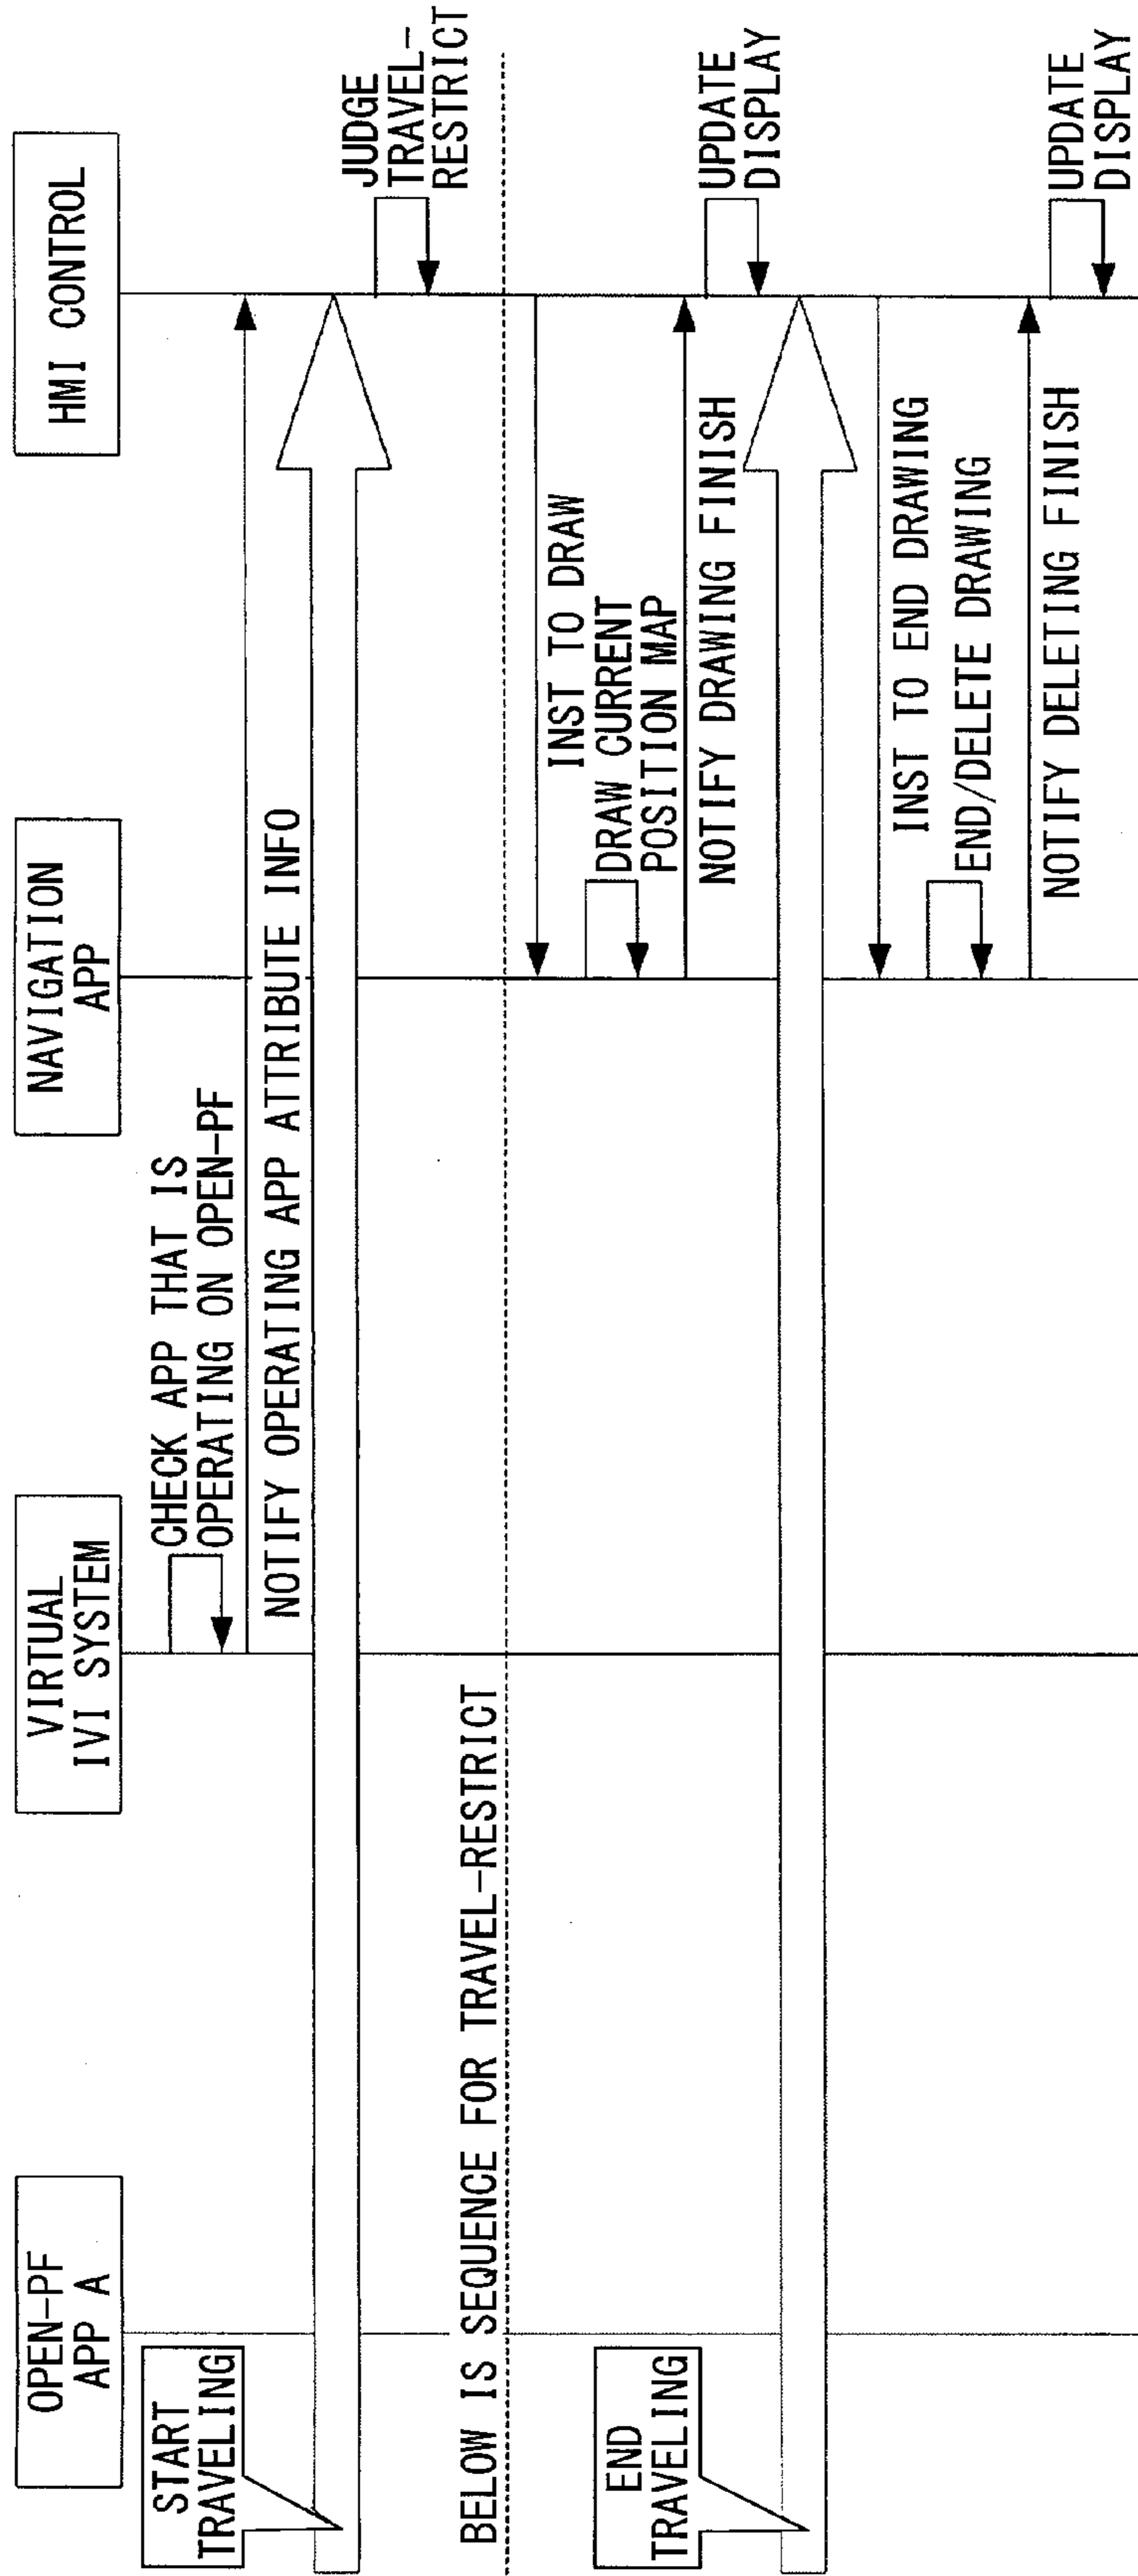 OPEN-PF
APP A
VIRTUAL
IVI SYSTEM
NAVIGATION
APP
HMI CONTROL
CHECK APP THAT IS
OPERATING ON OPEN-PF
NOTIFY OPERATING APP ATTRIBUTE INFO
START
TRAVELING
JUDGE
TRAVEL-
RESTRICT
BELOW IS SEQUENCE FOR TRAVEL-RESTRICT
INST TO DRAW
DRAW CURRENT
POSITION MAP
NOTIFY DRAWING FINISH
UPDATE
DISPLAY
END
TRAVELING
INST TO END DRAWING
END/DELETE DRAWING
NOTIFY DELETING FINISH
UPDATE
DISPLAY